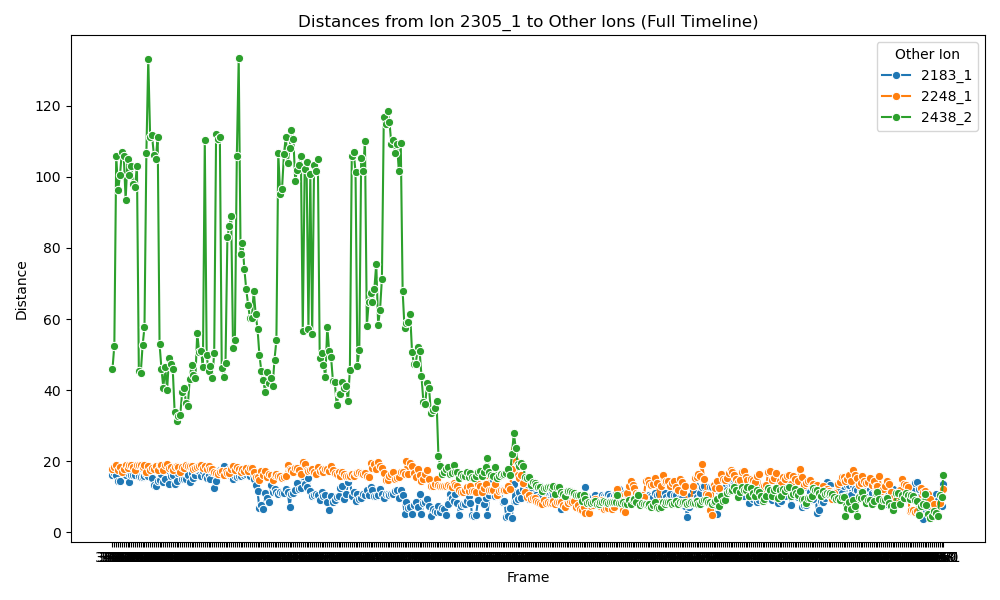 Distances from Ion 2305_1 to Other Ions (Full Timeline)
Other Ion
2183_1
2248_1
2438_2
120
100
80
60
40
20
0
Distance
Frame